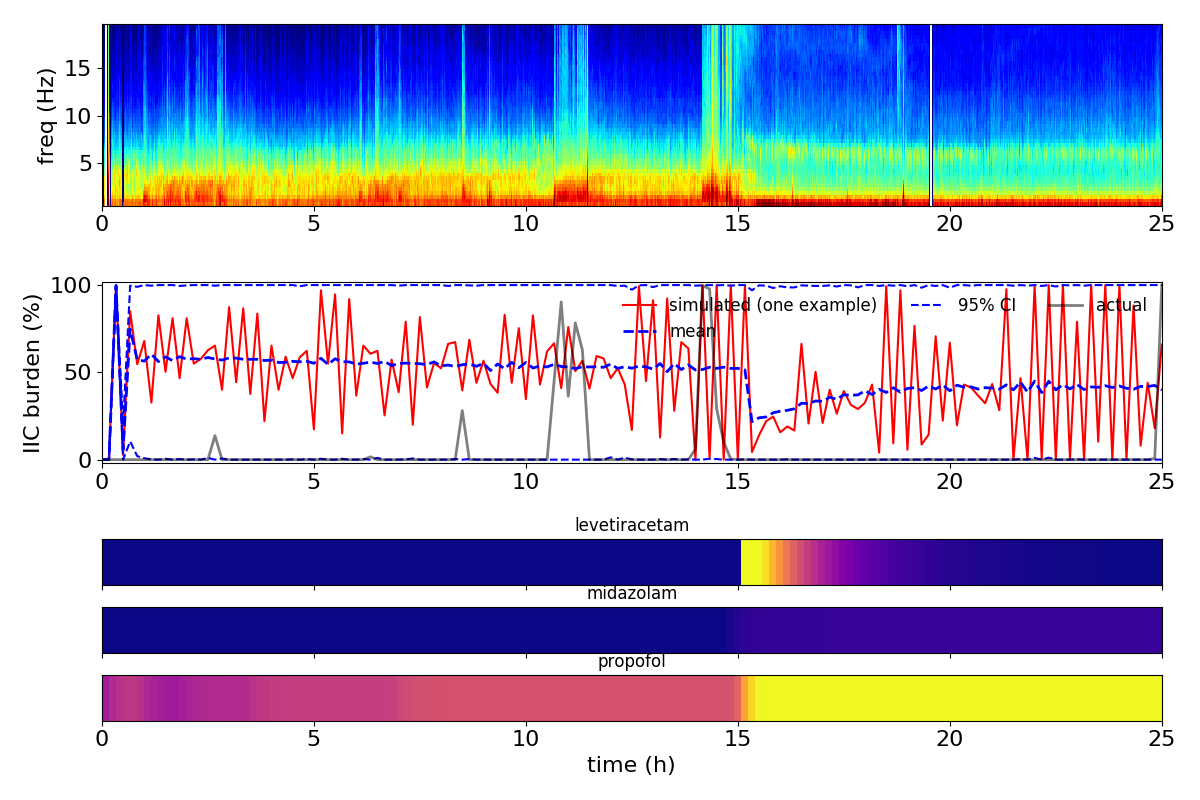 freq (Hz)
15
10
5
0 5 10 15 20 25
IIC burden (%)
100
50
0
simulated (one example) 95% CI actual
mean
0 5 10 15 20 25
levetiracetam
midazolam
propofol
0 5 10 15 20 25
time (h)